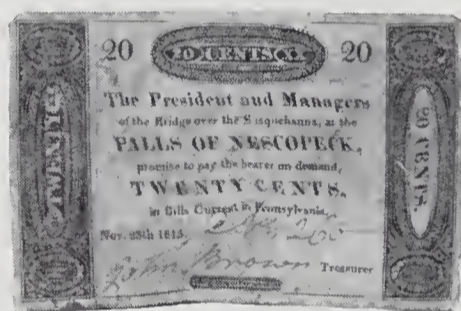 20 20 CENTS 20
The President and Managers
of the Bridge over the Susquehanna, at the
FALLS OF NESCOPECK,
promise to pay the bearer on demand,
TWENTY CENTS,
in Bills Current in Pennsylvania.
Nov. 25th 1815.
John Brown Treasurer
20 CENTS.